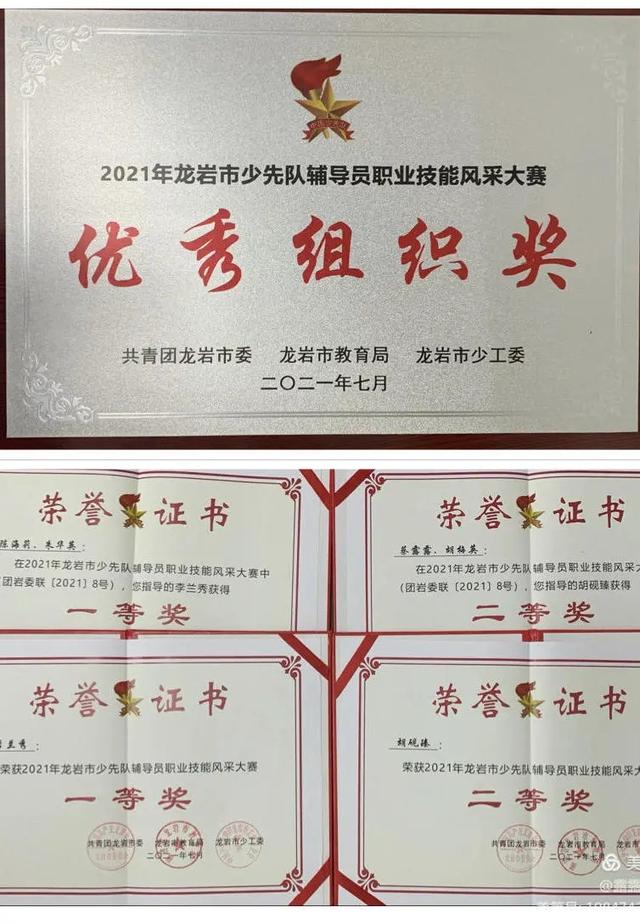 2021年龙岩市少先队辅导员职业技能风采大赛
优秀组织奖
共青团龙岩市委 龙岩市教育局 龙岩市少工委
二〇二一年七月
荣誉证书
陈海莉、朱华英：
在2021年龙岩市少先队辅导员职业技能风采大赛中
（团岩委联〔2021〕8号），您指导的李兰秀获得
一等奖
荣誉证书
蔡露露、胡梅英：
在2021年龙岩市少先队辅导员职业技能风采大
（团岩委联〔2021〕8号），您指导的胡砚臻获得
二等奖
荣誉证书
兰秀：
荣获2021年龙岩市少先队辅导员职业技能风采大赛
一等奖
共青团龙岩市委 龙岩市教育局 龙岩市少工委
二〇二一年七月
荣誉证书
胡砚臻：
荣获2021年龙岩市少先队辅导员职业技能风采大
二等奖
共青团龙岩市委 龙岩市教育局 龙岩市
二〇二一年七月